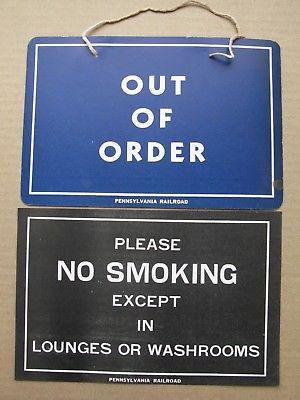 OUT
OF
ORDER
PENNSYLVANIA RAILROAD
PLEASE
NO SMOKING
EXCEPT
IN
LOUNGES OR WASHROOMS
PENNSYLVANIA RAILROAD